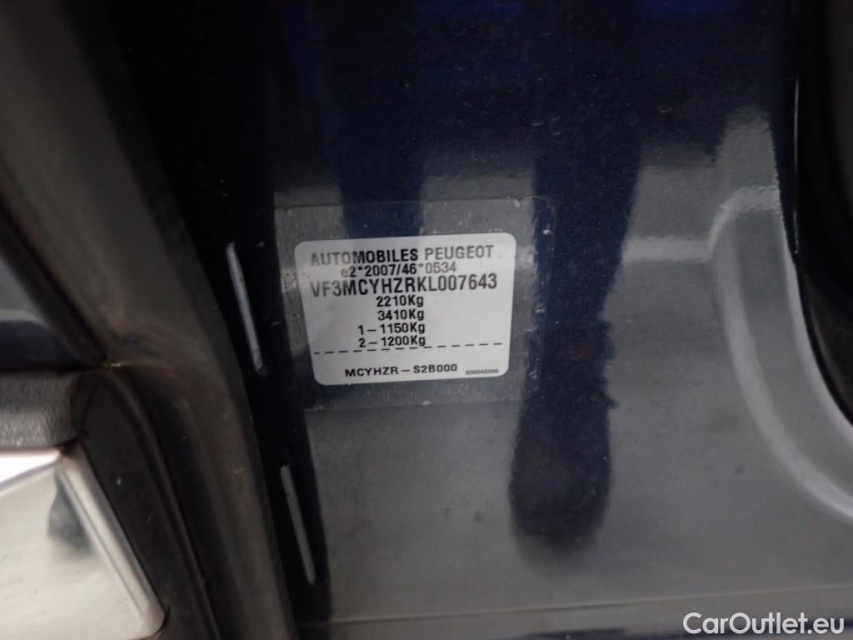 AUTOMOBILES PEUGEOT
e2*2007/46*0534
VF3MCYHZRKL007643
2210Kg
3410Kg
1-1150Kg
2-1200Kg
MCYHZR-S2B000
CarOutlet.eu